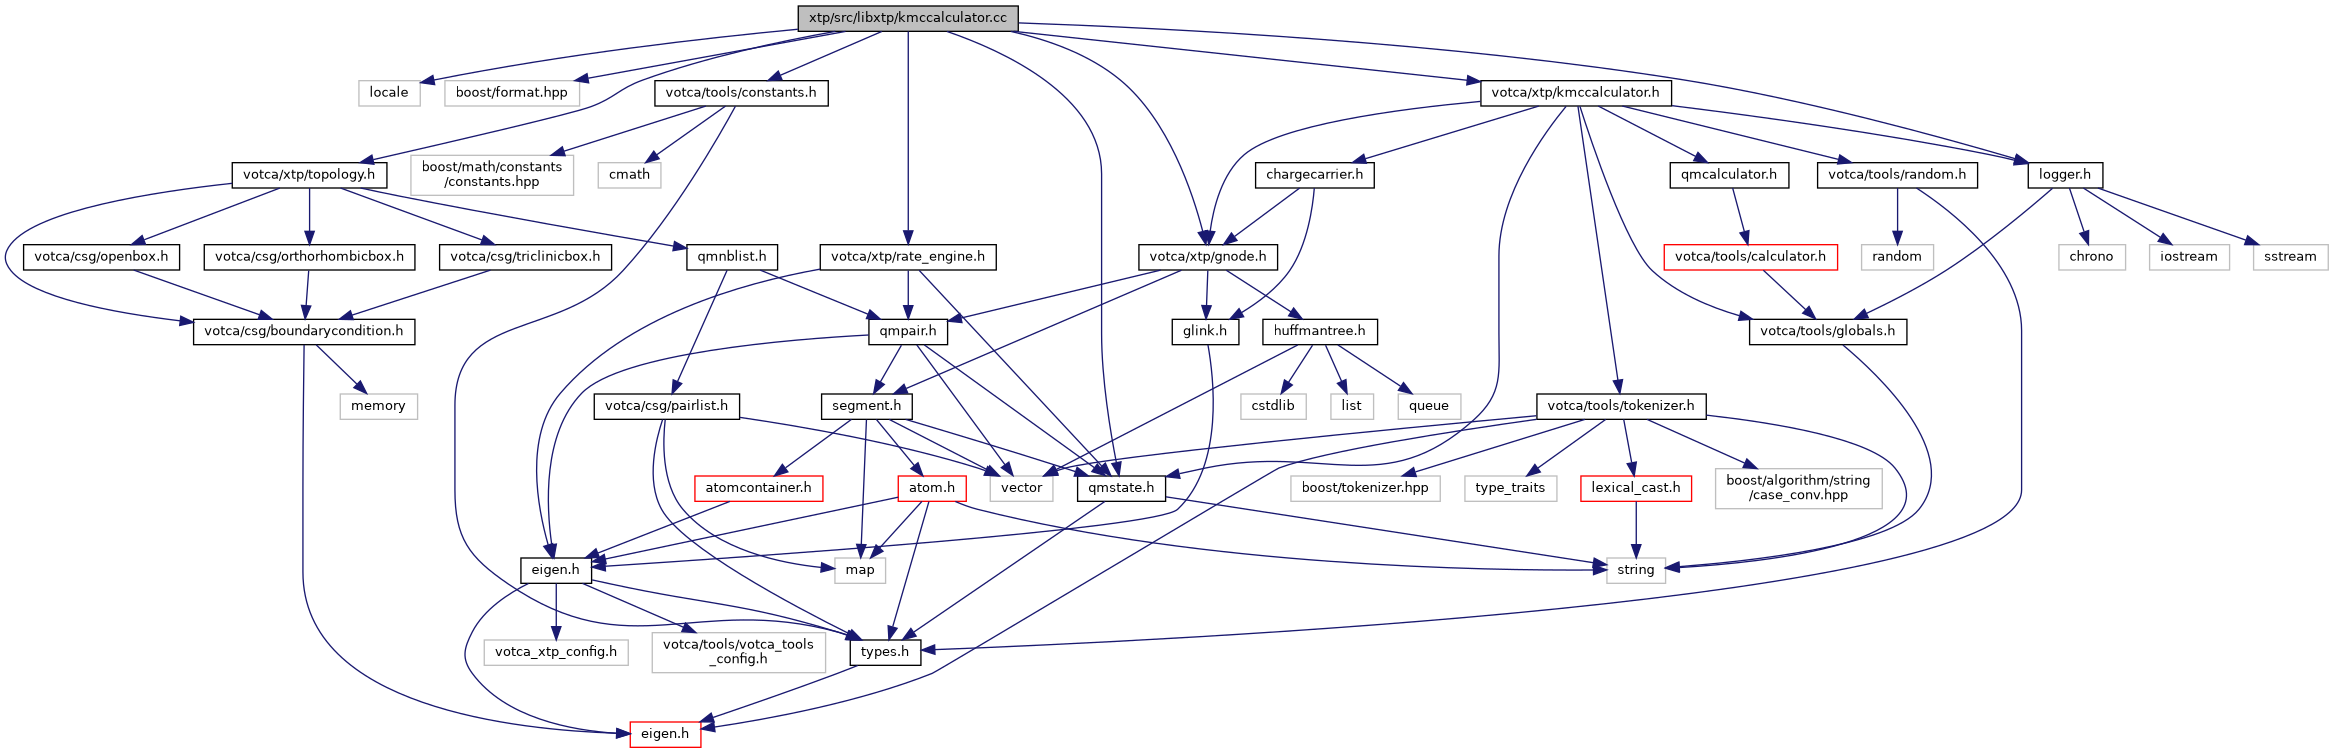 xtp/src/libxtp/kmccalculator.cc
locale
boost/format.hpp
votca/tools/constants.h
votca/xtp/kmccalculator.h
boost/math/constants
/constants.hpp
cmath
votca/xtp/topology.h
chargecarrier.h
qmcalculator.h
votca/tools/random.h
logger.h
votca/csg/openbox.h
votca/csg/orthorhombicbox.h
votca/csg/triclinicbox.h
qmnblist.h
votca/xtp/rate_engine.h
votca/xtp/gnode.h
votca/tools/calculator.h
random
chrono
iostream
sstream
votca/csg/boundarycondition.h
qmpair.h
glink.h
huffmantree.h
votca/tools/globals.h
memory
votca/csg/pairlist.h
segment.h
cstdlib
list
queue
votca/tools/tokenizer.h
atomcontainer.h
atom.h
vector
qmstate.h
boost/tokenizer.hpp
type_traits
lexical_cast.h
boost/algorithm/string
/case_conv.hpp
eigen.h
map
string
votca_xtp_config.h
votca/tools/votca_tools
_config.h
types.h
eigen.h